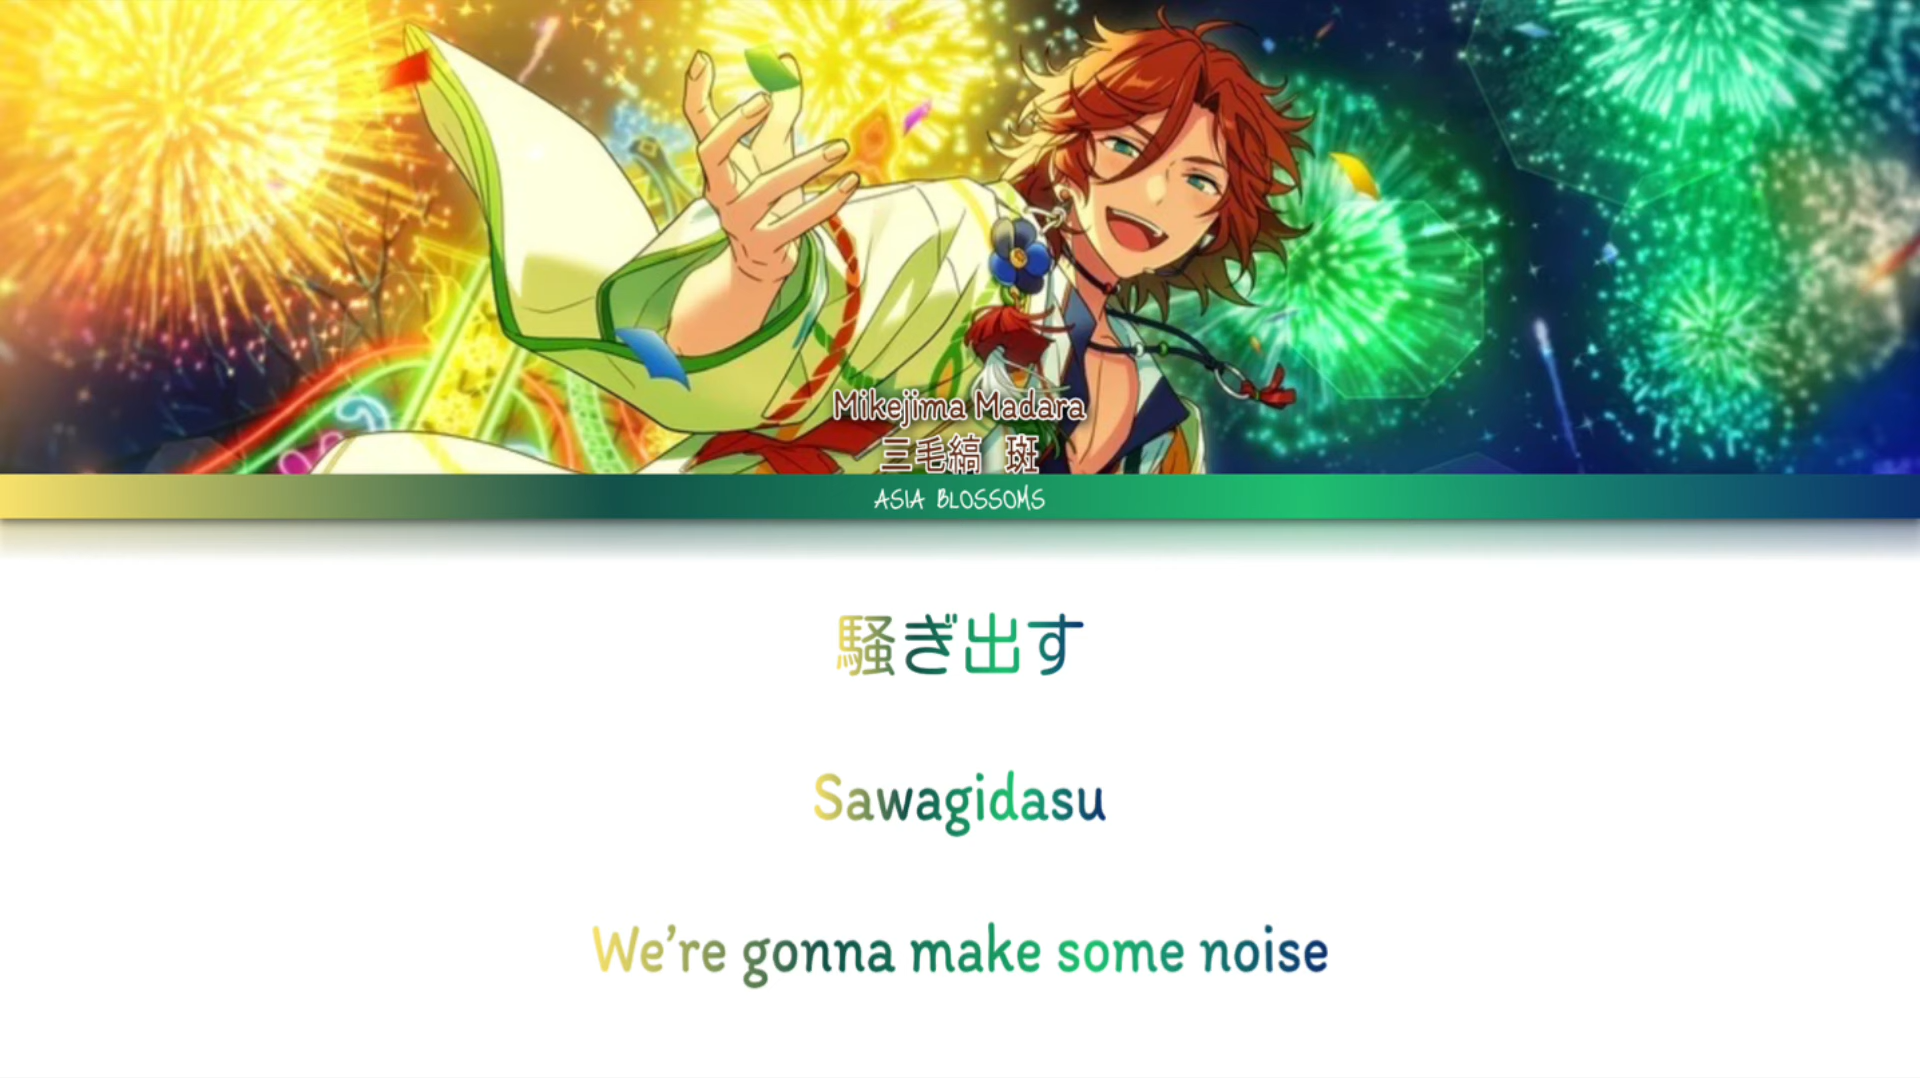 Mikejima Madara
三毛縞 斑
ASIA BLOSSOMS
騒ぎ出す
Sawagidasu
We’re gonna make some noise